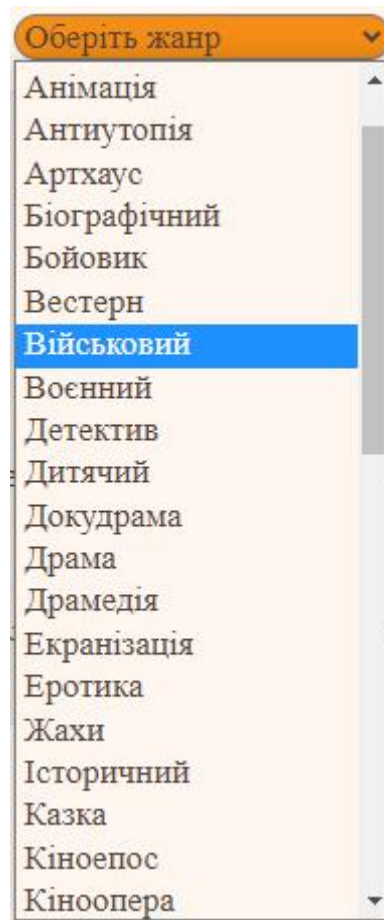 Оберіть жанр
Анімація
Антиутопія
Артхаус
Біографічний
Бойовик
Вестерн
Військовий
Воєнний
Детектив
Дитячий
Докудрама
Драма
Драмедія
Екранізація
Еротика
Жахи
Історичний
Казка
Кіноепос
Кіноопера